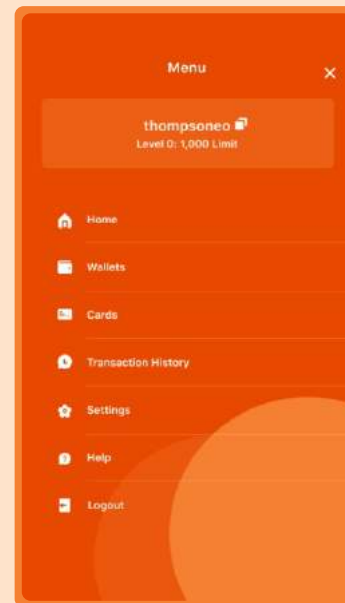 Menu
thompsoneo
Level 0: 1,000 Limit
Home
Wallets
Cards
Transaction History
Settings
Help
Logout